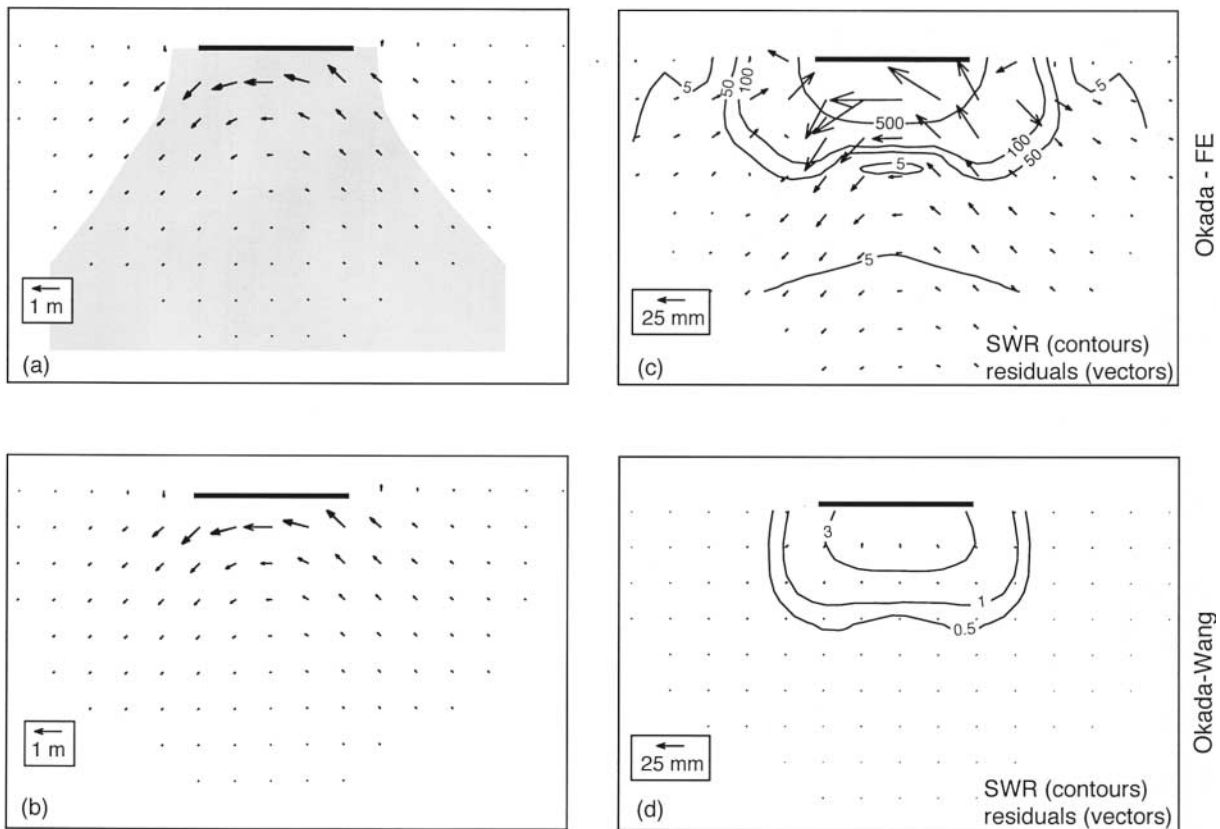 1 m
(a)
5
50
100
500
5
100
50
5
5
25 mm
(c)
SWR (contours)
residuals (vectors)
Okada - FE
1 m
(b)
3
1
0.5
25 mm
(d)
SWR (contours)
residuals (vectors)
Okada-Wang